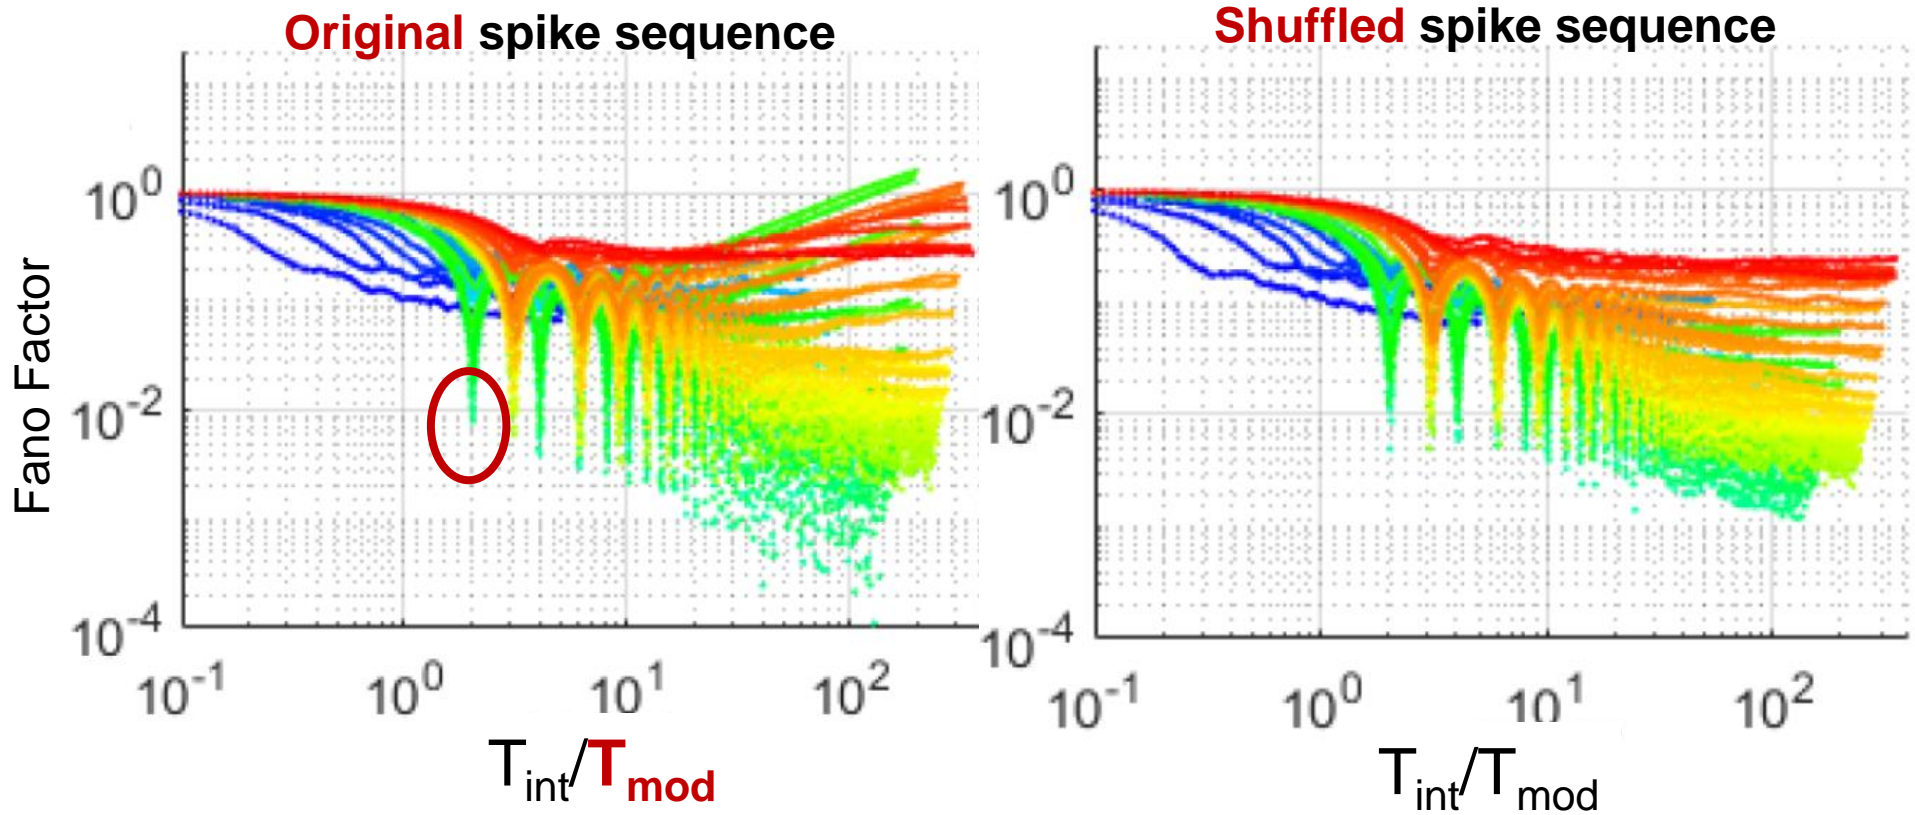 Original spike sequence
Shuffled spike sequence
Fano Factor
10^0
10^-2
10^-4
10^-1
10^0
10^1
10^2
T_int/T_mod
10^0
10^-2
10^-4
10^-1
10^0
10^1
10^2
T_int/T_mod